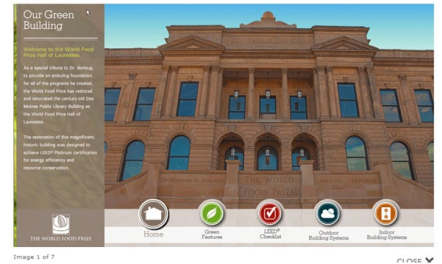 Our Green
Building
Welcome to the World Food
Prize Hall of Laureates.
As a special tribute to Dr. Borlaug,
to provide an enduring foundation
for all of the programs he created,
the World Food Prize has restored
and renovated the century-old Des
Moines Public Library Building as
the World Food Prize Hall of
Laureates.
The restoration of this magnificent,
historic building was designed to
achieve LEED® Platinum certification
for energy efficiency and
resource conservation.
THE WORLD FOOD PRIZE
Home
Green
Features
LEED®
Checklist
Outdoor
Building Systems
Indoor
Building Systems
Image 1 of 7
CLOSE X